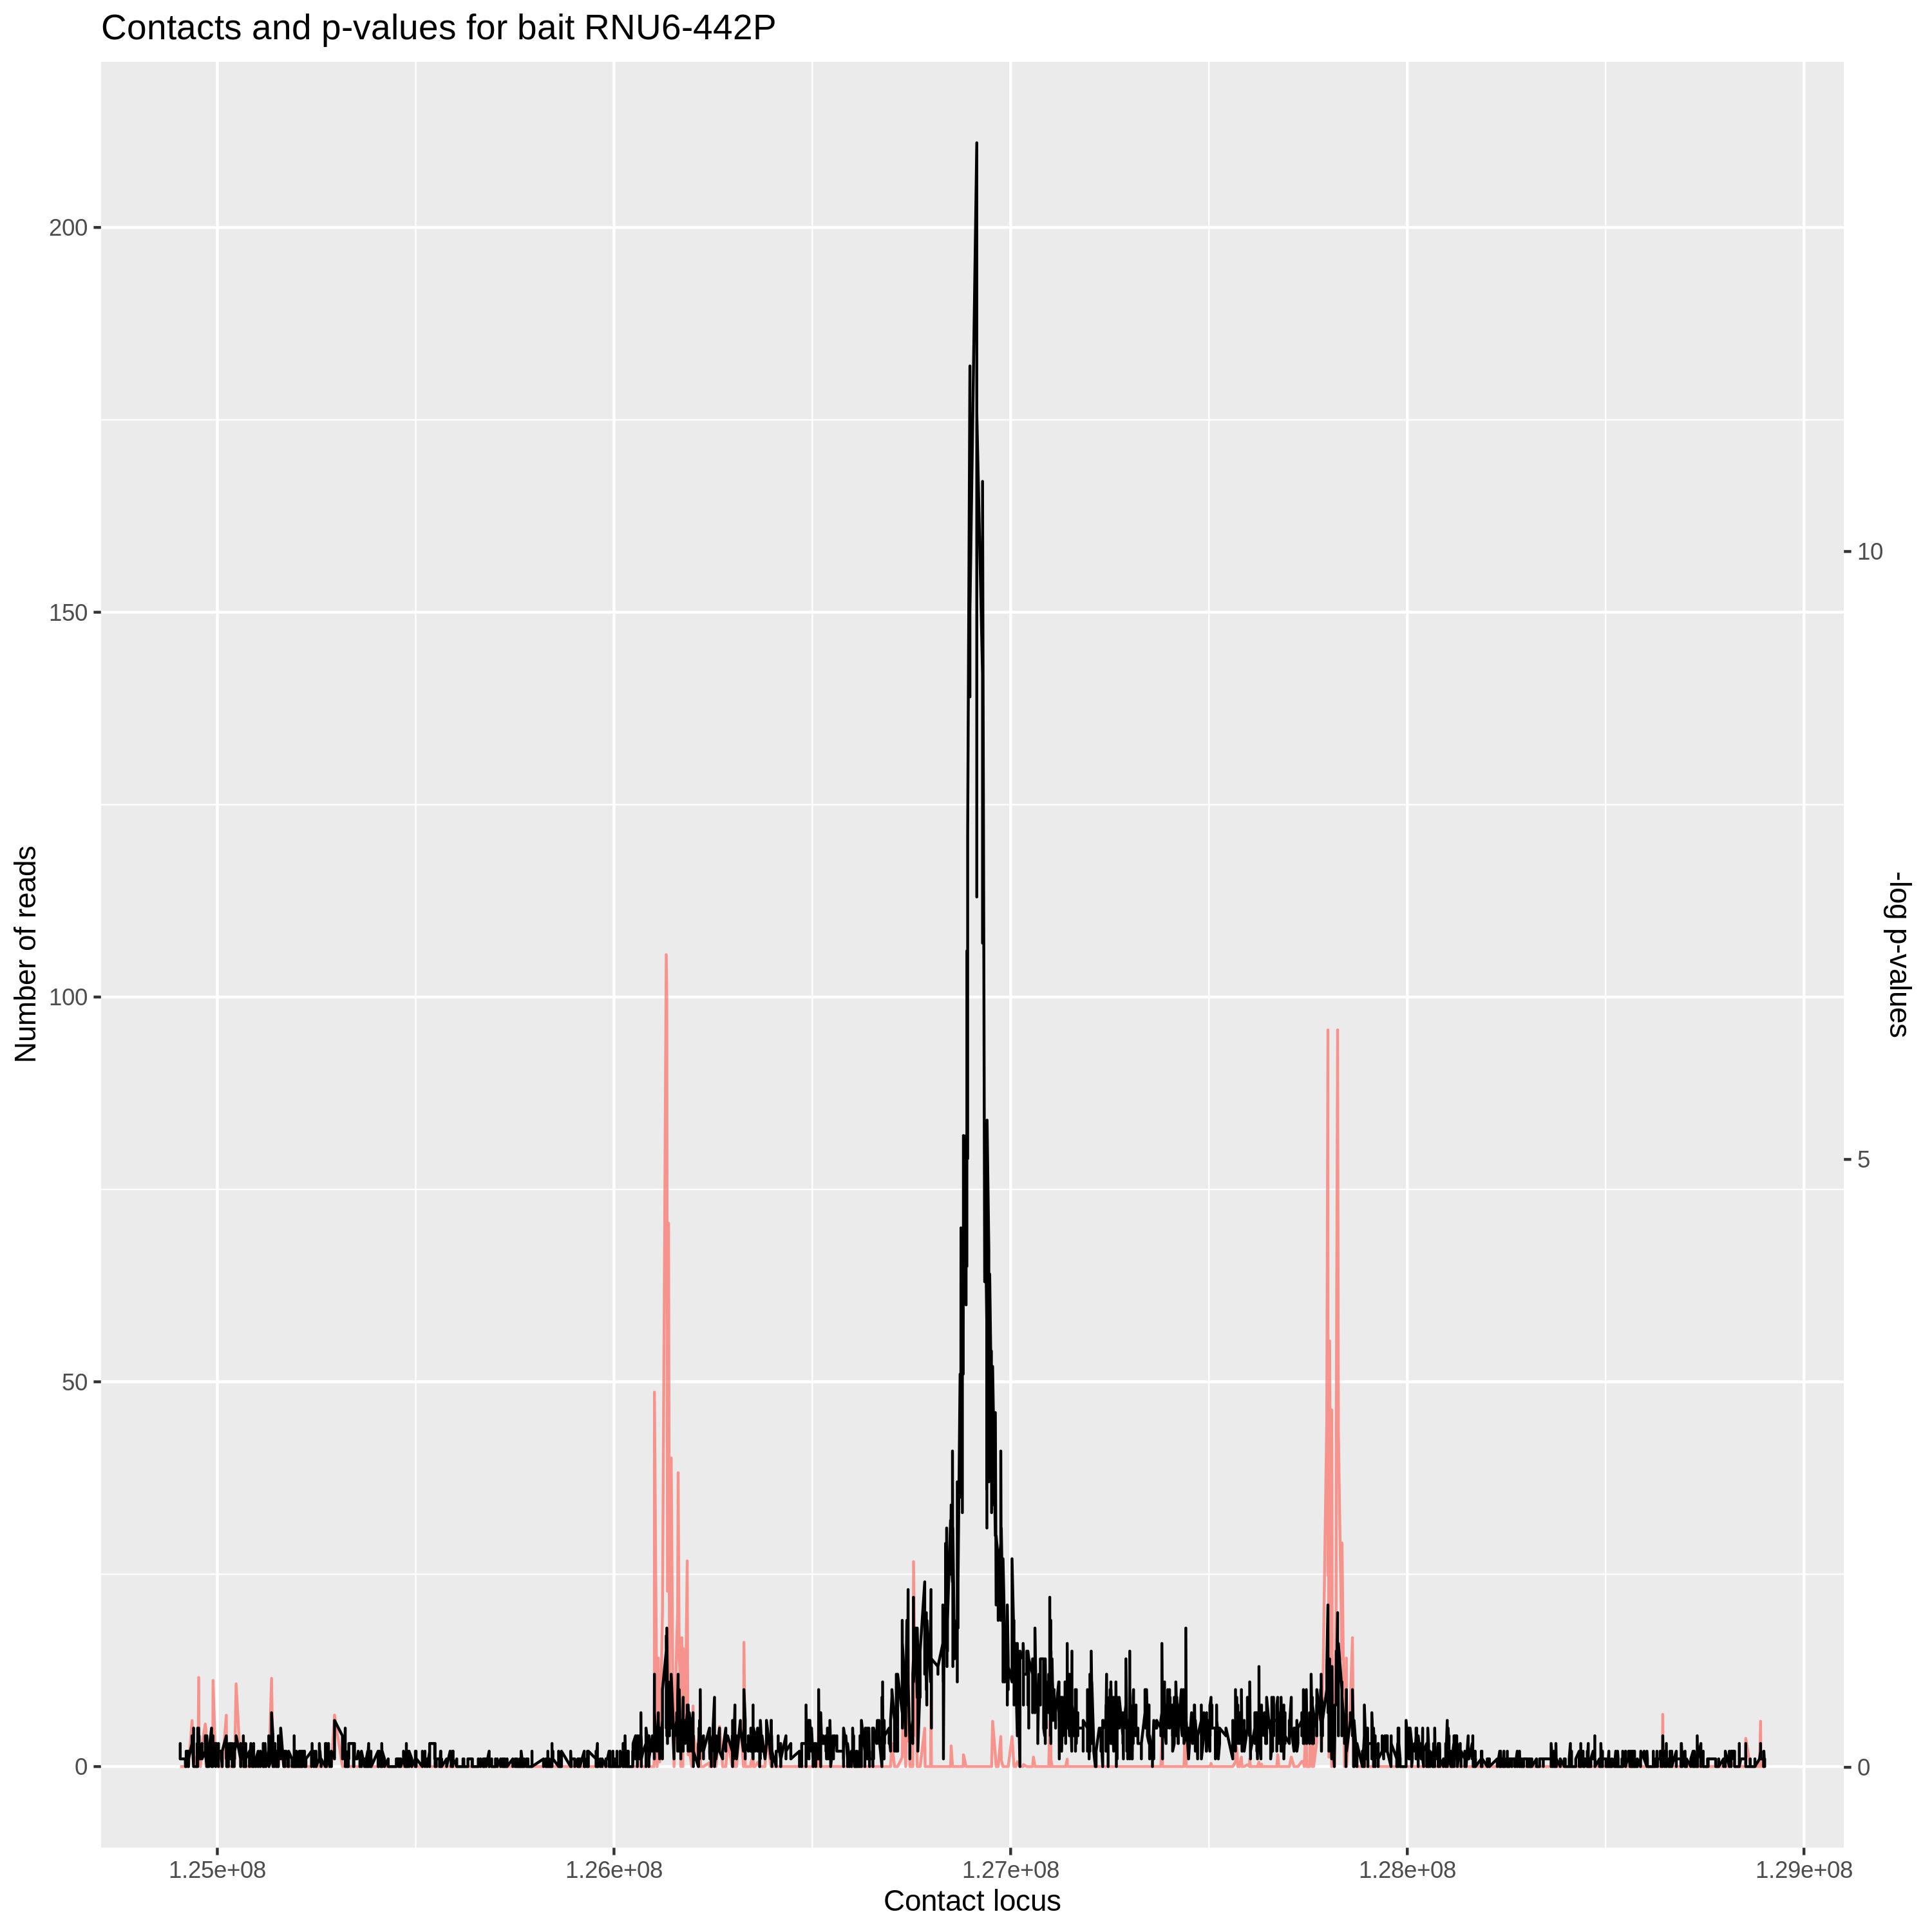 Contacts and p-values for bait RNU6-442P
Number of reads
200
150
100
50
0
10
5
0
-log p-values
1.25e+08 1.26e+08 1.27e+08 1.28e+08 1.29e+08
Contact locus